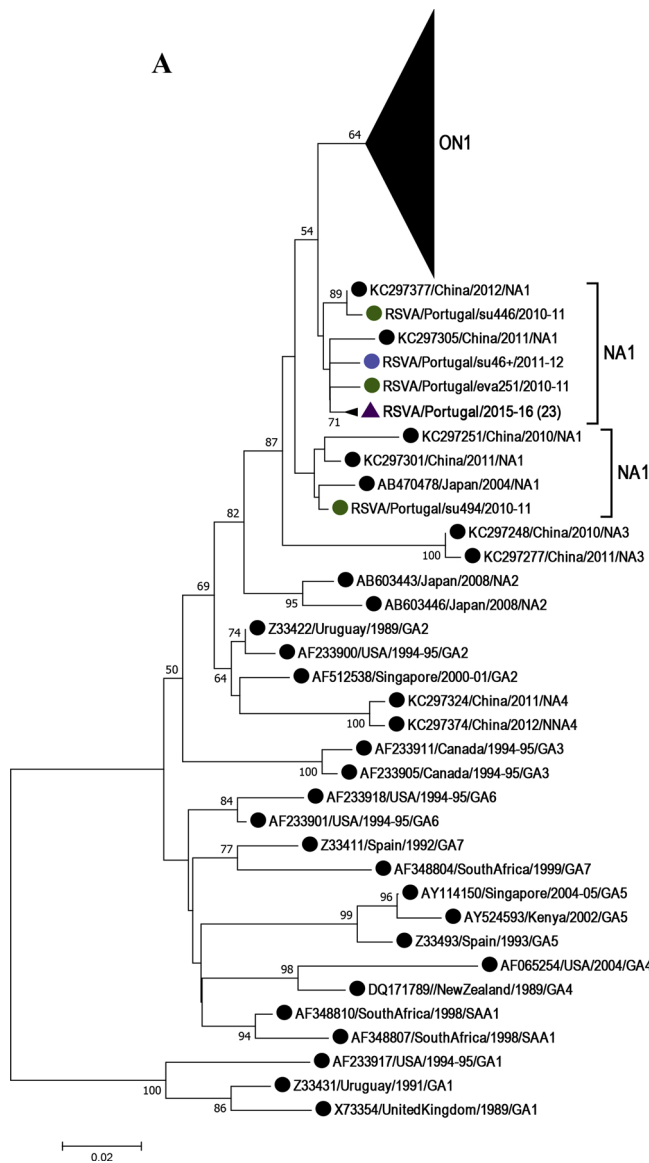 A
64
ON1
54
KC297377/China/2012/NA1
89
RSVA/Portugal/su446/2010-11
KC297305/China/2011/NA1
RSVA/Portugal/su46+/2011-12
NA1
RSVA/Portugal/eva251/2010-11
RSVA/Portugal/2015-16 (23)
71
KC297251/China/2010/NA1
87
KC297301/China/2011/NA1
NA1
AB470478/Japan/2004/NA1
RSVA/Portugal/su494/2010-11
82
KC297248/China/2010/NA3
100
KC297277/China/2011/NA3
AB603443/Japan/2008/NA2
69
95
AB603446/Japan/2008/NA2
Z33422/Uruguay/1989/GA2
74
AF233900/USA/1994-95/GA2
50
64
AF512538/Singapore/2000-01/GA2
KC297324/China/2011/NA4
100
KC297374/China/2012/NNA4
AF233911/Canada/1994-95/GA3
100
AF233905/Canada/1994-95/GA3
84
AF233918/USA/1994-95/GA6
AF233901/USA/1994-95/GA6
Z33411/Spain/1992/GA7
77
AF348804/SouthAfrica/1999/GA7
96
AY114150/Singapore/2004-05/GA5
99
AY524593/Kenya/2002/GA5
Z33493/Spain/1993/GA5
98
AF065254/USA/2004/GA4
DQ171789//NewZealand/1989/GA4
AF348810/SouthAfrica/1998/SAA1
94
AF348807/SouthAfrica/1998/SAA1
AF233917/USA/1994-95/GA1
100
Z33431/Uruguay/1991/GA1
86
X73354/UnitedKingdom/1989/GA1
0.02